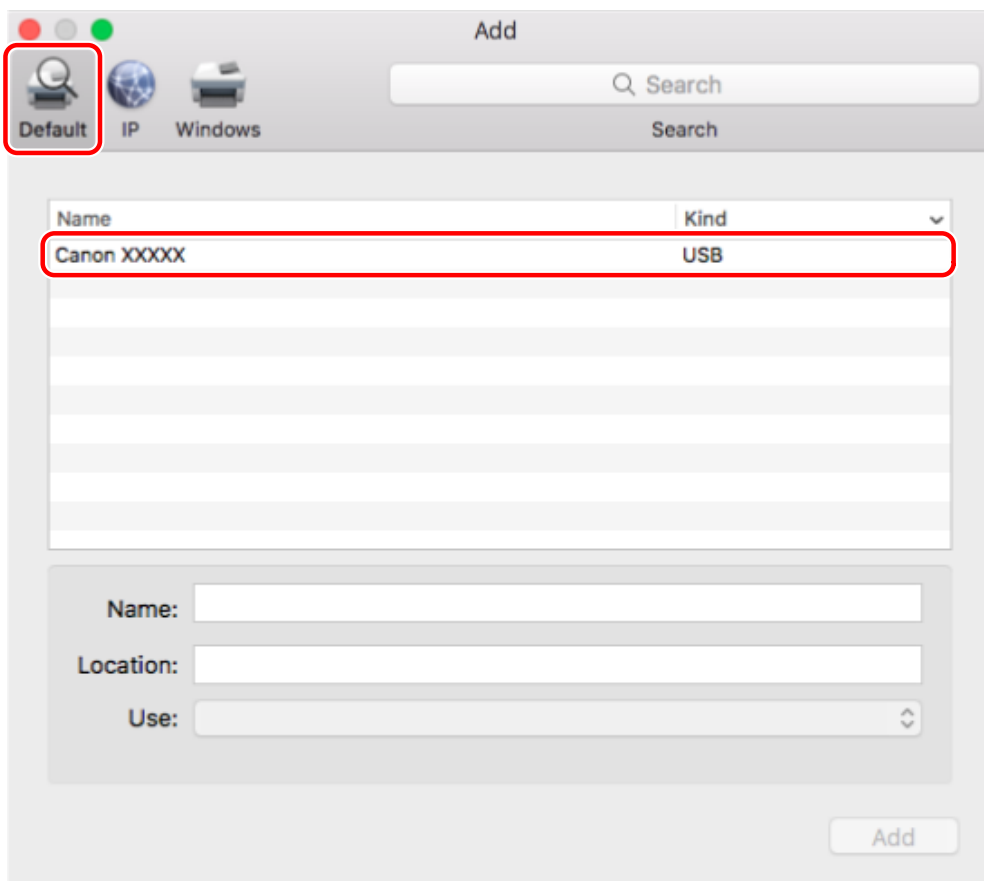 Add
Search
Default IP Windows Search
Name Kind
Canon XXXXX USB
Name:
Location:
Use:
Add